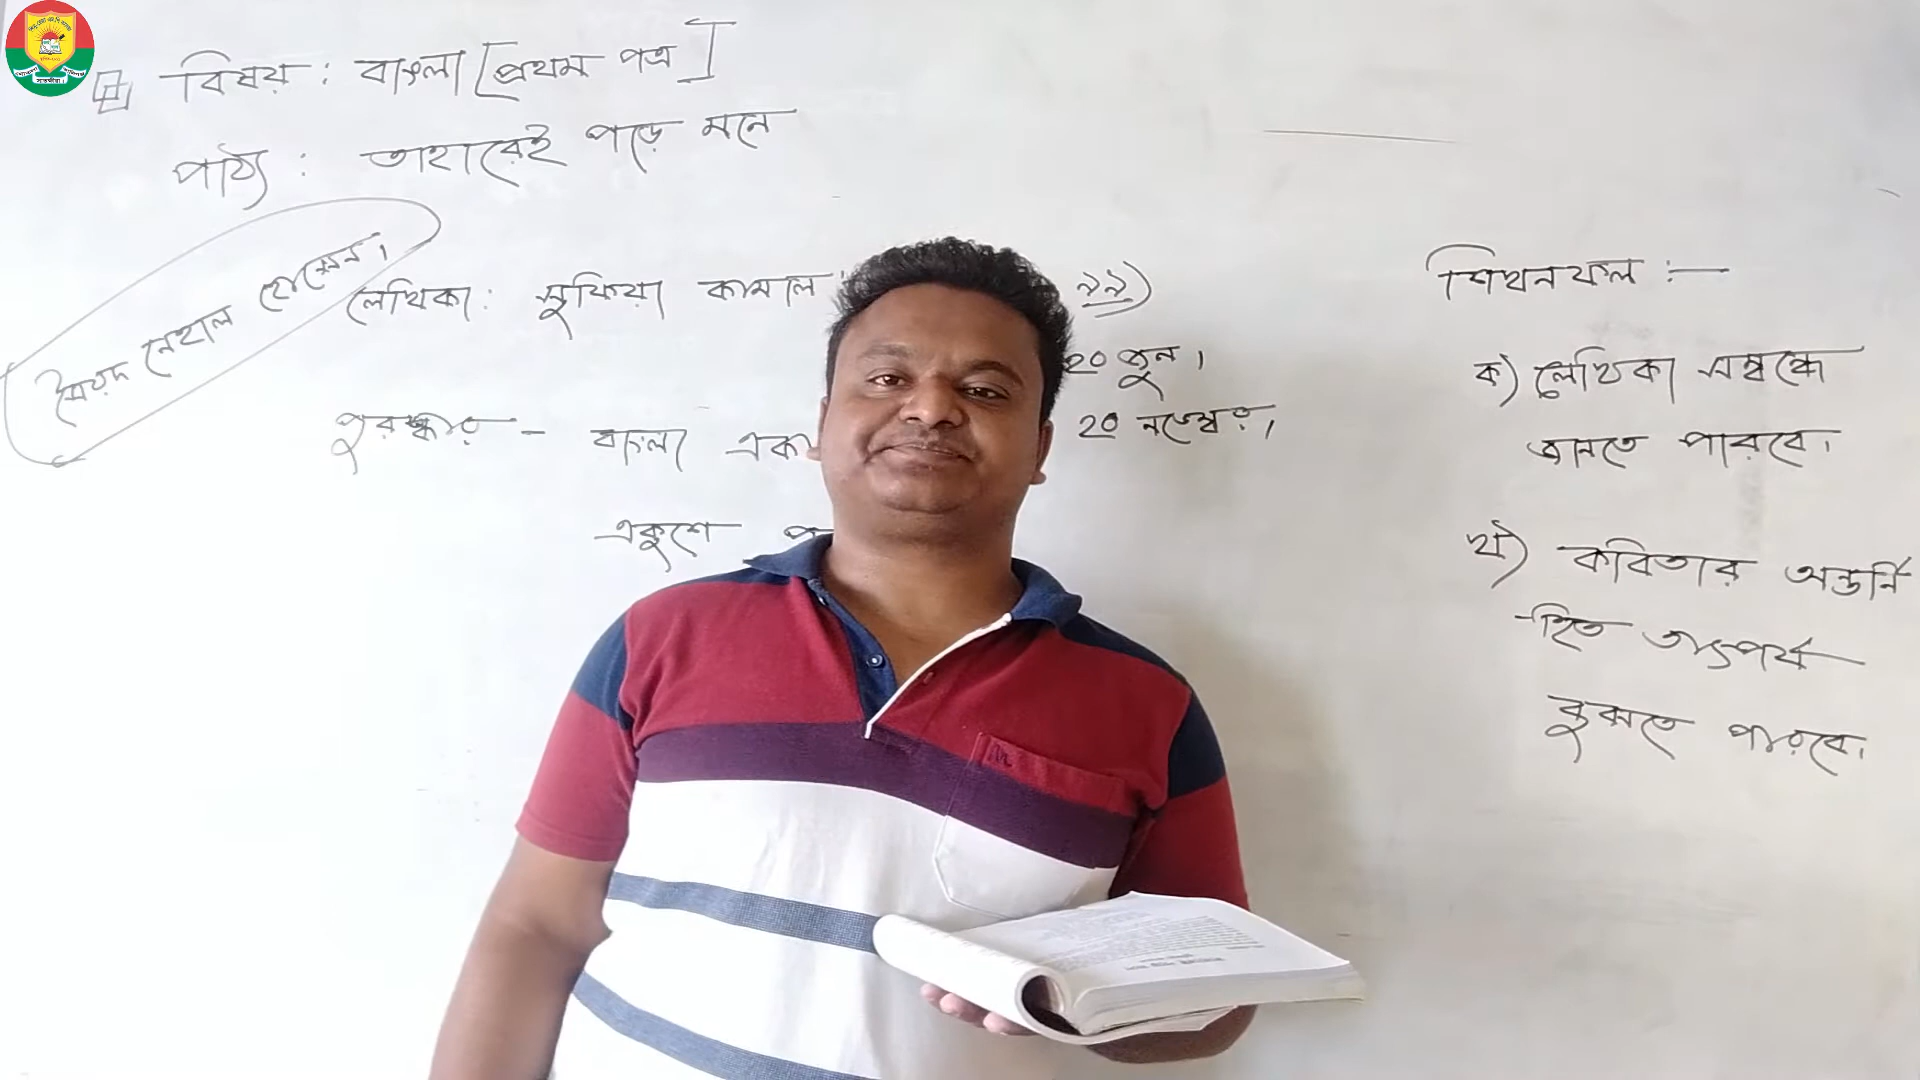 বিষয় : বাংলা [প্রথম পত্র]
পাঠ্য : তাহারেই পড়ে মনে
সৈয়দ নেহাল হোসেন।
লেখিকা : সুফিয়া কামাল : ৯৯)
২০ জুন।
২০ নভেম্বর।
পুরস্কার - বাংলা একা
একুশে পু
শিখনফল :—
ক) লেখিকা সম্বন্ধে
জানতে পারবে।
খ) কবিতার অন্তর্নি
-হিত তাৎপর্য
বুঝতে পারবে।